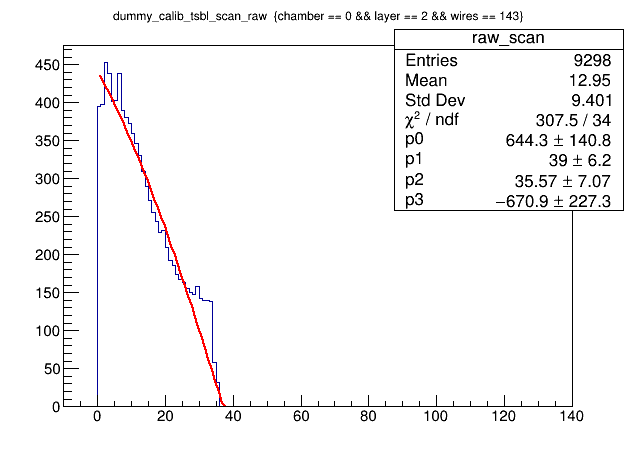 dummy_calib_tsbl_scan_raw {chamber == 0 && layer == 2 && wires == 143}
raw_scan
Entries 9298
Mean 12.95
Std Dev 9.401
χ² / ndf 307.5 / 34
p0 644.3 ± 140.8
p1 39 ± 6.2
p2 35.57 ± 7.07
p3 −670.9 ± 227.3
450
400
350
300
250
200
150
100
50
0
0 20 40 60 80 100 120 140